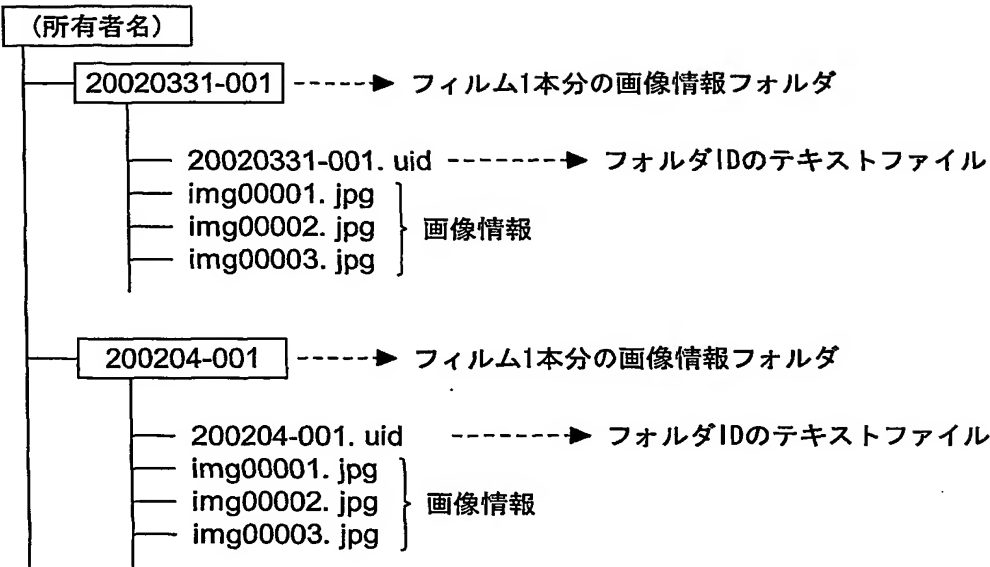 (所有者名)
20020331-001 フィルム1本分の画像情報フォルダ
20020331-001. uid フォルダIDのテキストファイル
img00001. jpg
img00002. jpg 画像情報
img00003. jpg
200204-001 フィルム1本分の画像情報フォルダ
200204-001. uid フォルダIDのテキストファイル
img00001. jpg
img00002. jpg 画像情報
img00003. jpg